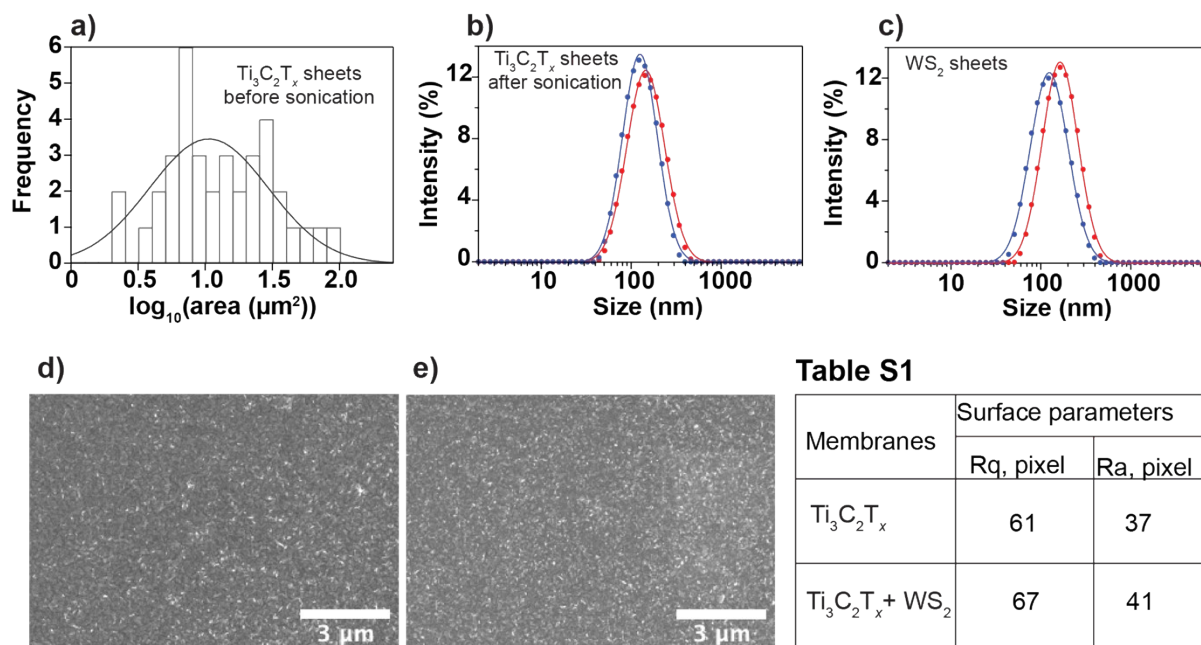 a)
Ti₃C₂Tₓ sheets
before sonication
Frequency
0
1
2
3
4
5
6
0.0
0.5
1.0
1.5
2.0
log₁₀(area (µm²))
b)
Ti₃C₂Tₓ sheets
after sonication
Intensity (%)
0
4
8
12
10
100
1000
Size (nm)
c)
WS₂ sheets
Intensity (%)
0
4
8
12
10
100
1000
Size (nm)
d)
3 µm
e)
3 µm
Table S1
Membranes
Surface parameters
Rq, pixel
Ra, pixel
Ti₃C₂Tₓ
61
37
Ti₃C₂Tₓ+ WS₂
67
41